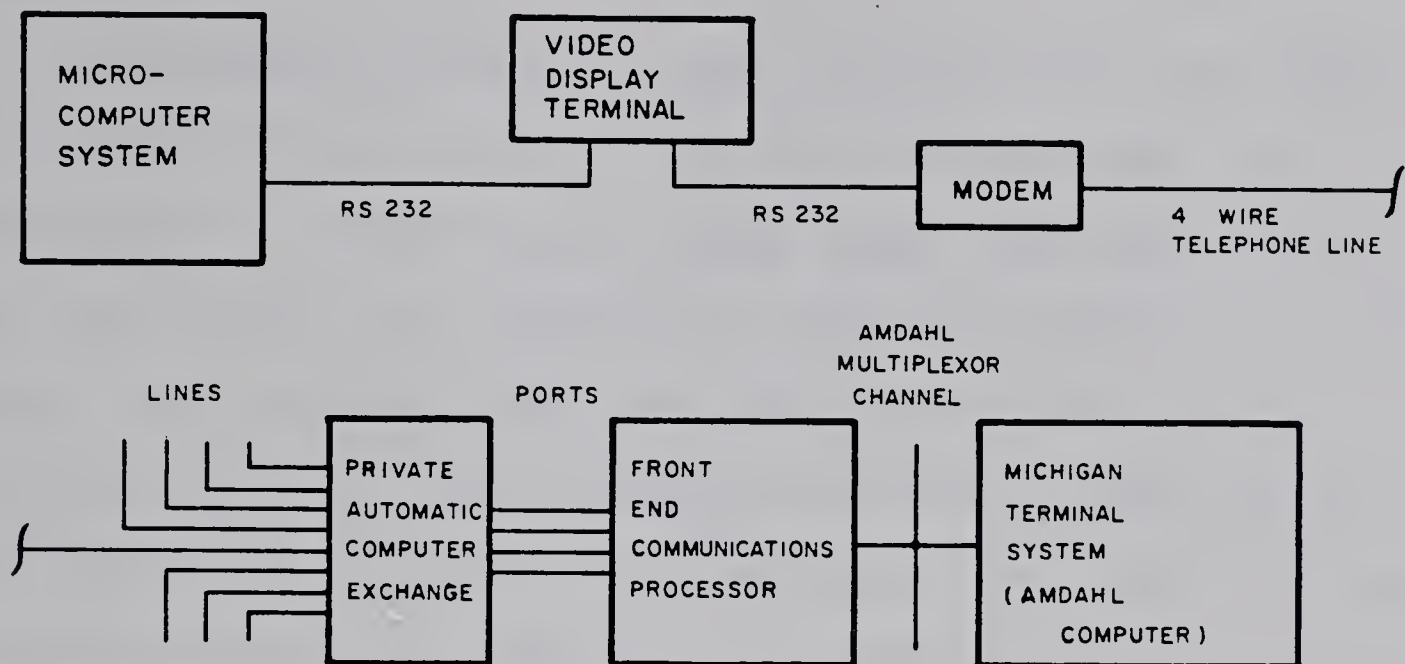 MICRO-
COMPUTER
SYSTEM
VIDEO
DISPLAY
TERMINAL
RS 232
RS 232
MODEM
4 WIRE
TELEPHONE LINE
LINES
PORTS
AMDAHL
MULTIPLEXOR
CHANNEL
PRIVATE
AUTOMATIC
COMPUTER
EXCHANGE
FRONT
END
COMMUNICATIONS
PROCESSOR
MICHIGAN
TERMINAL
SYSTEM
( AMDAHL
COMPUTER )